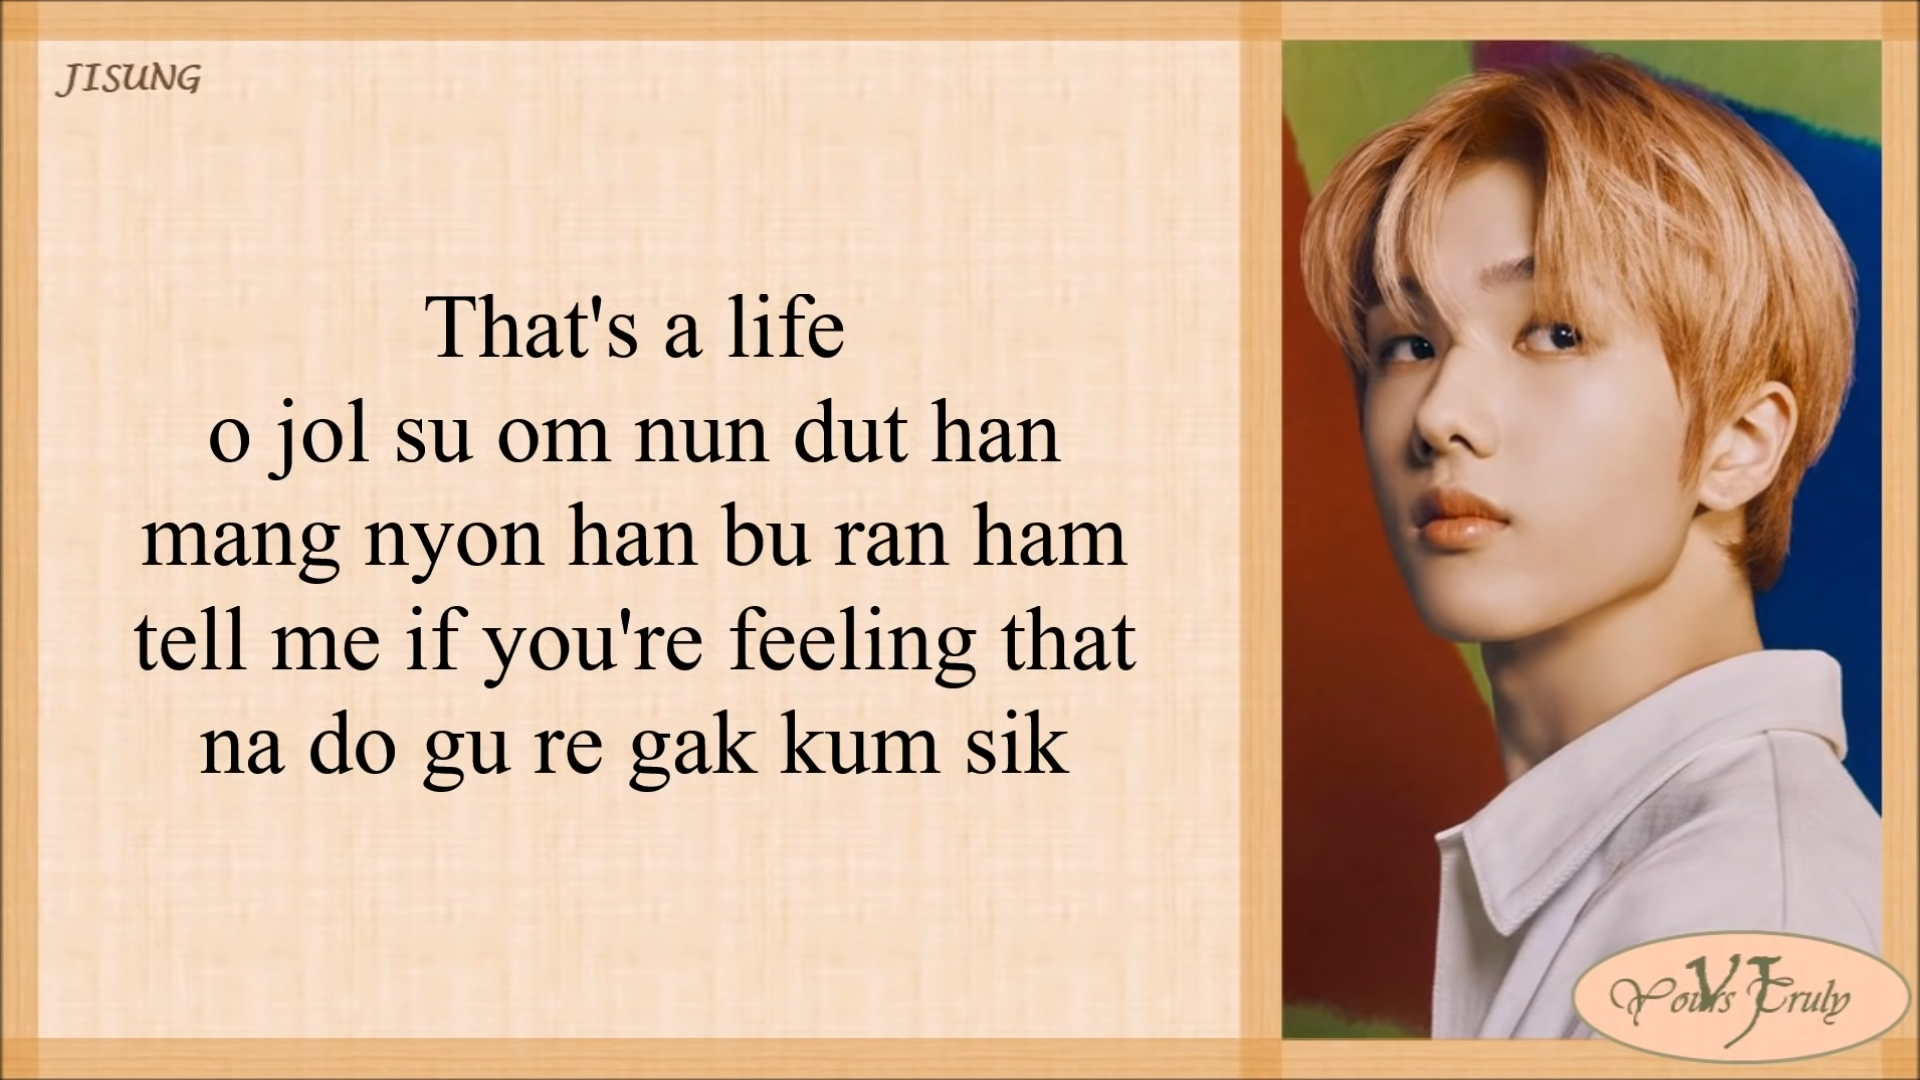 JISUNG
That's a life
o jol su om nun dut han
mang nyon han bu ran ham
tell me if you're feeling that
na do gu re gak kum sik
Yours Truly
YT